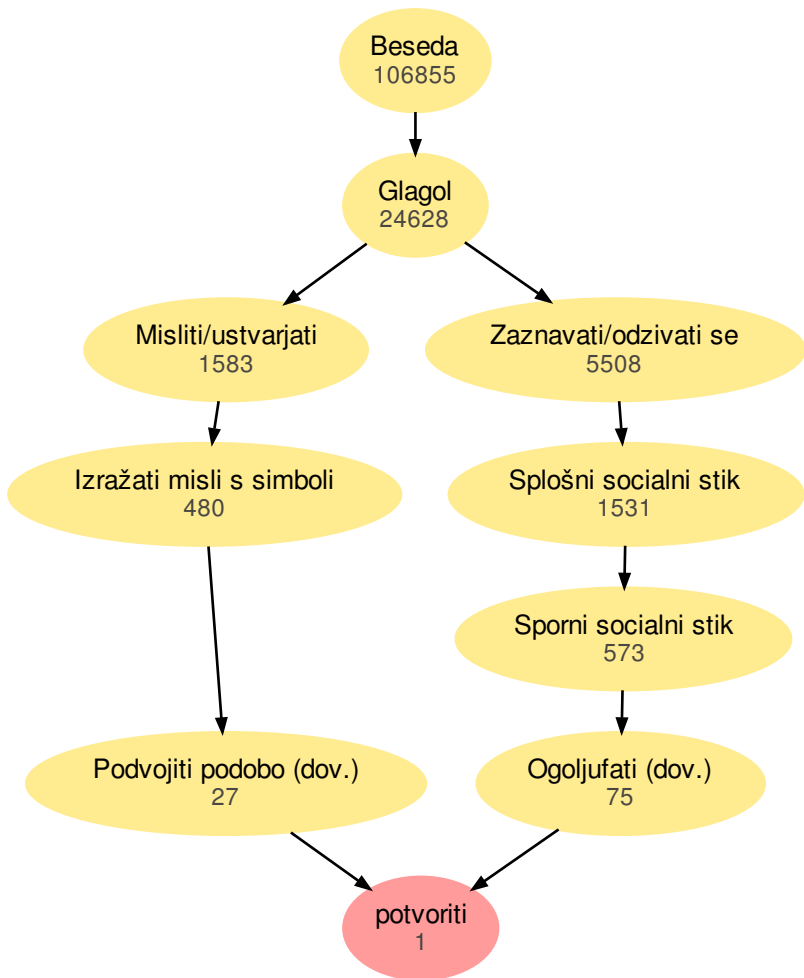 Beseda
106855
Glagol
24628
Misliti/ustvarjati
1583
Zaznavati/odzivati se
5508
Izražati misli s simboli
480
Splošni socialni stik
1531
Sporni socialni stik
573
Podvojiti podobo (dov.)
27
Ogoljufati (dov.)
75
potvoriti
1